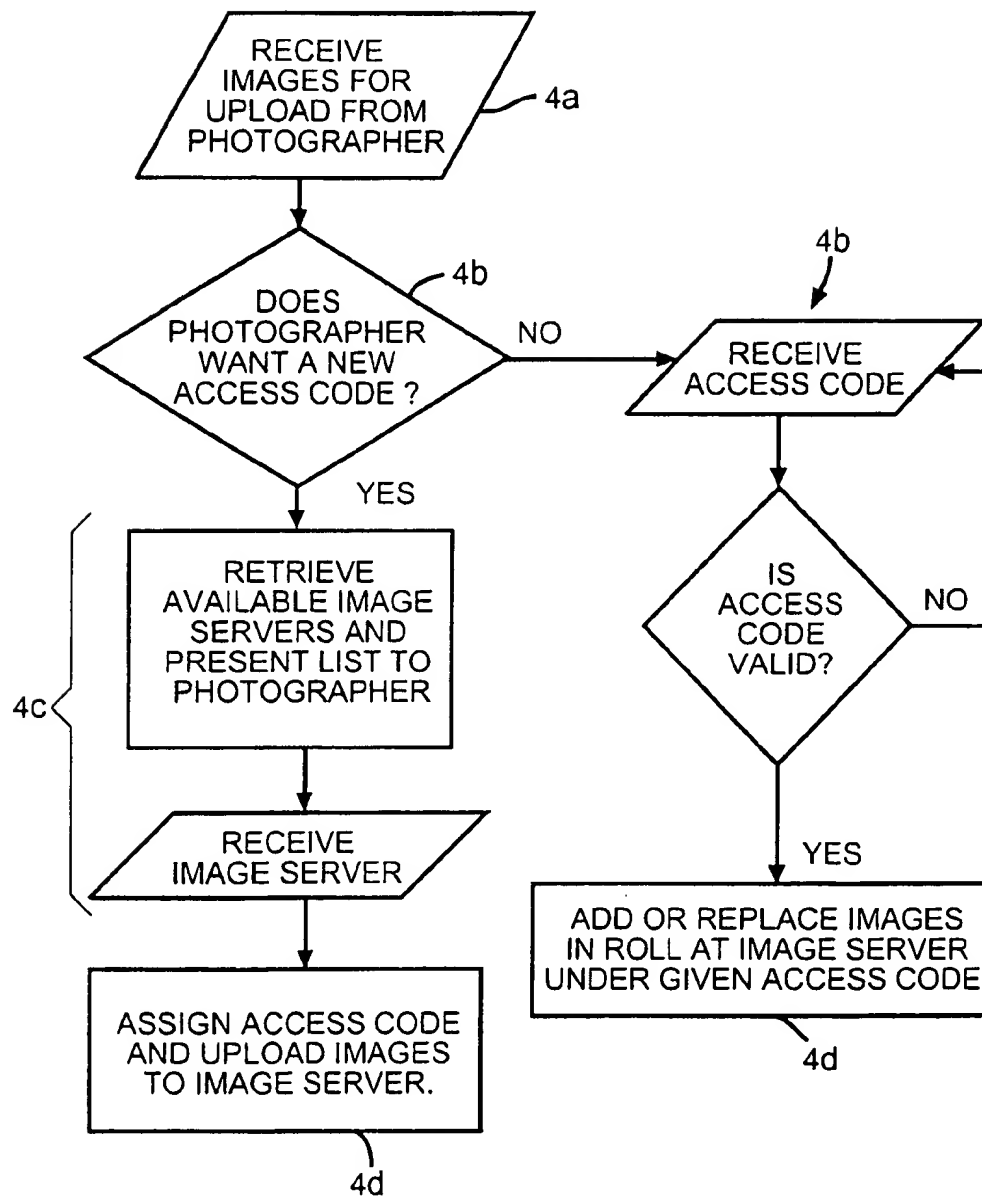 RECEIVE
IMAGES FOR
UPLOAD FROM
PHOTOGRAPHER
4a
DOES
PHOTOGRAPHER
WANT A NEW
ACCESS CODE ?
4b
NO
YES
4b
RECEIVE
ACCESS CODE
RETRIEVE
AVAILABLE IMAGE
SERVERS AND
PRESENT LIST TO
PHOTOGRAPHER
4c
RECEIVE
IMAGE SERVER
ASSIGN ACCESS CODE
AND UPLOAD IMAGES
TO IMAGE SERVER.
4d
IS
ACCESS
CODE
VALID?
NO
YES
ADD OR REPLACE IMAGES
IN ROLL AT IMAGE SERVER
UNDER GIVEN ACCESS CODE
4d